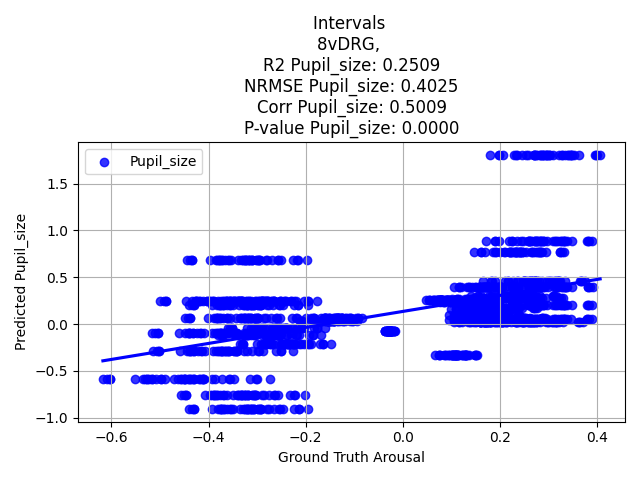 Intervals
8vDRG,
R2 Pupil_size: 0.2509
NRMSE Pupil_size: 0.4025
Corr Pupil_size: 0.5009
P-value Pupil_size: 0.0000
Pupil_size
Predicted Pupil_size
1.5
1.0
0.5
0.0
−0.5
−1.0
−0.6 −0.4 −0.2 0.0 0.2 0.4
Ground Truth Arousal